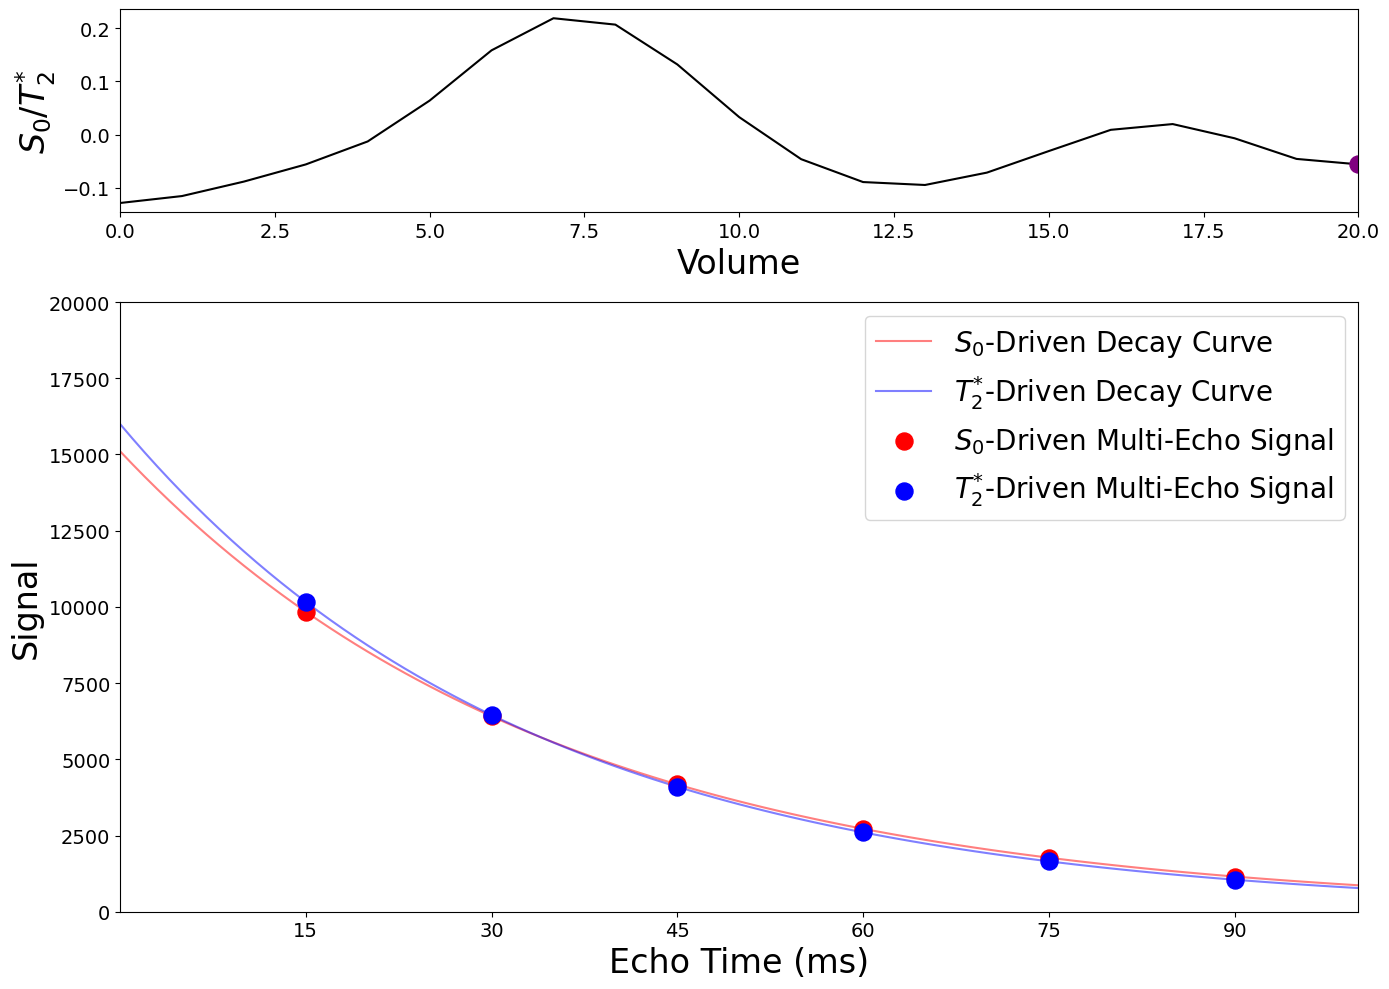 0.2
0.1
0.0
−0.1
S₀/T₂*
0.0 2.5 5.0 7.5 10.0 12.5 15.0 17.5 20.0
Volume
20000
17500
15000
12500
10000
7500
5000
2500
0
Signal
S₀-Driven Decay Curve
T₂*-Driven Decay Curve
S₀-Driven Multi-Echo Signal
T₂*-Driven Multi-Echo Signal
15 30 45 60 75 90
Echo Time (ms)